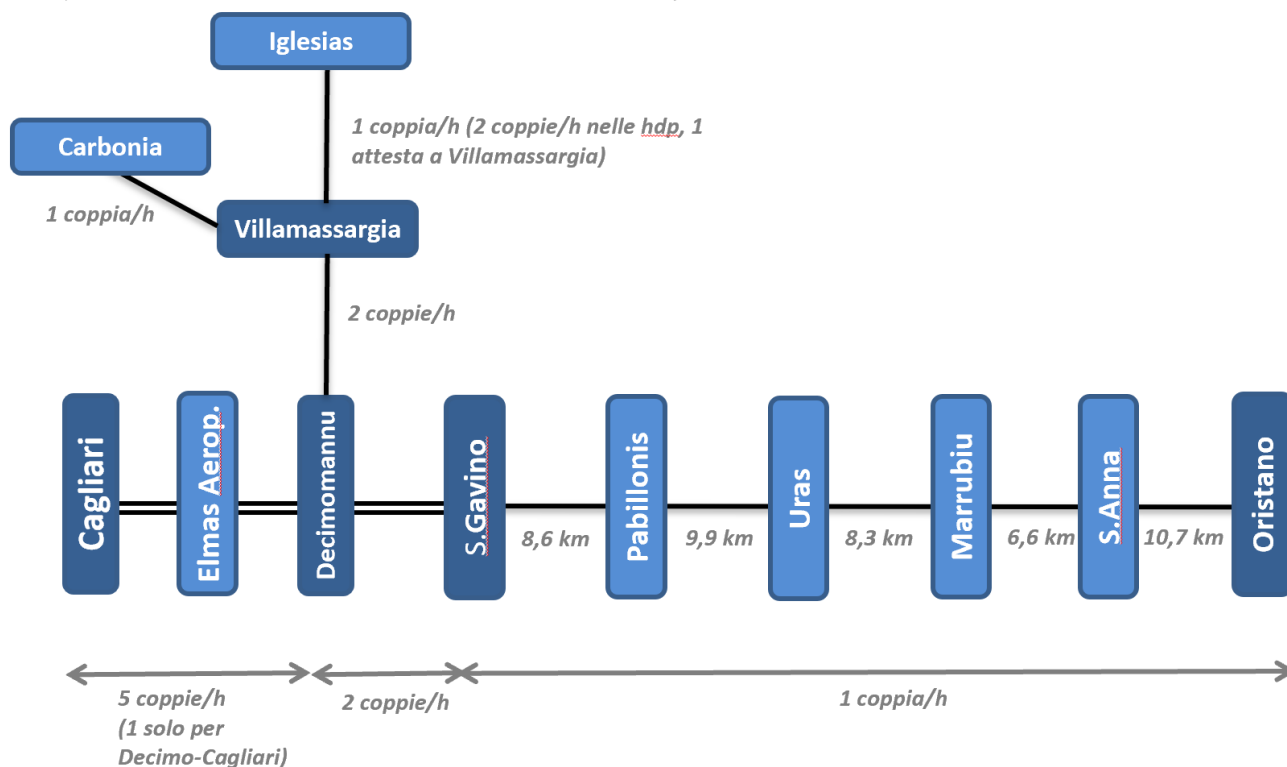 Iglesias
1 coppia/h (2 coppie/h nelle hdp, 1
attesta a Villamassargia)
Carbonia
1 coppia/h
Villamassargia
2 coppie/h
Cagliari
Elmas Aerop.
Decimomannu
S.Gavino
Pabillonis
Uras
Marrubiu
S.Anna
Oristano
8,6 km
9,9 km
8,3 km
6,6 km
10,7 km
5 coppie/h
(1 solo per
Decimo-Cagliari)
2 coppie/h
1 coppia/h